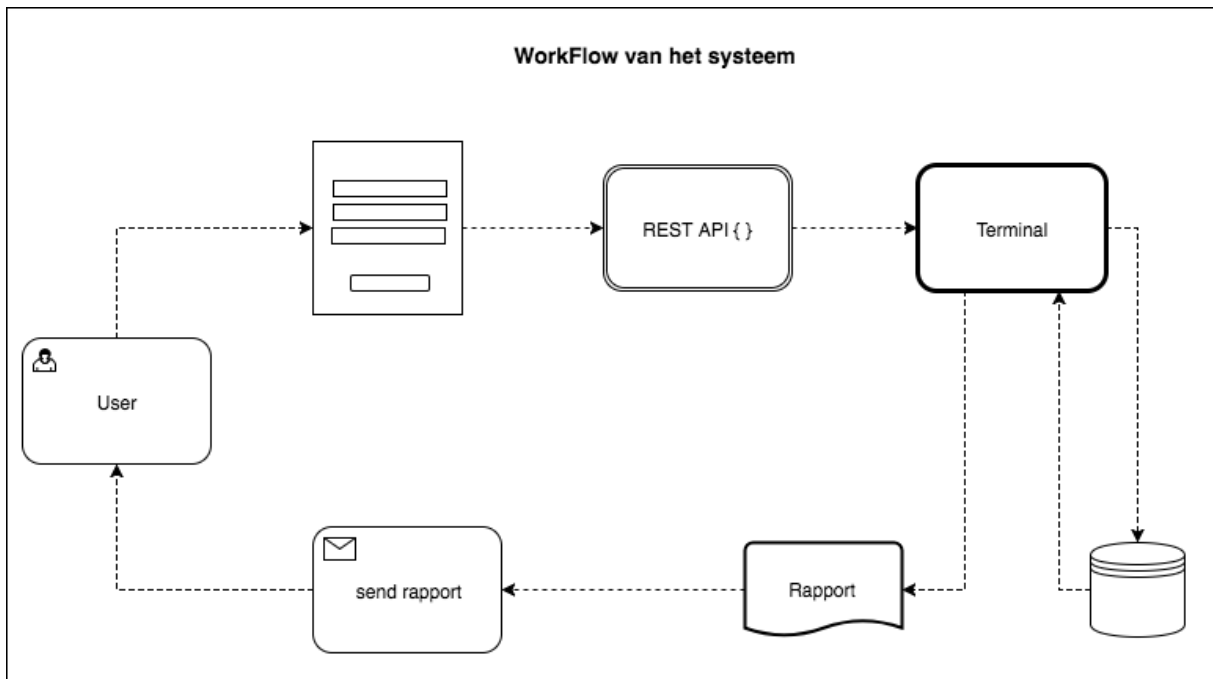 WorkFlow van het systeem
REST API { }
Terminal
User
send rapport
Rapport